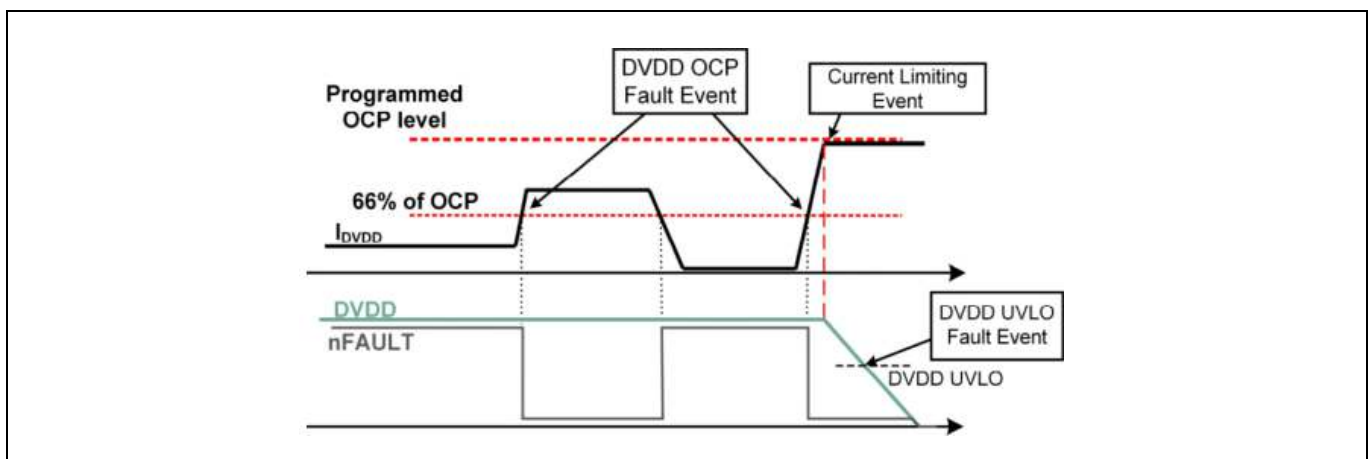 DVDD OCP
Fault Event
Current Limiting
Event
Programmed
OCP level
66% of OCP
IDVDD
DVDD
nFAULT
DVDD UVLO
Fault Event
DVDD UVLO